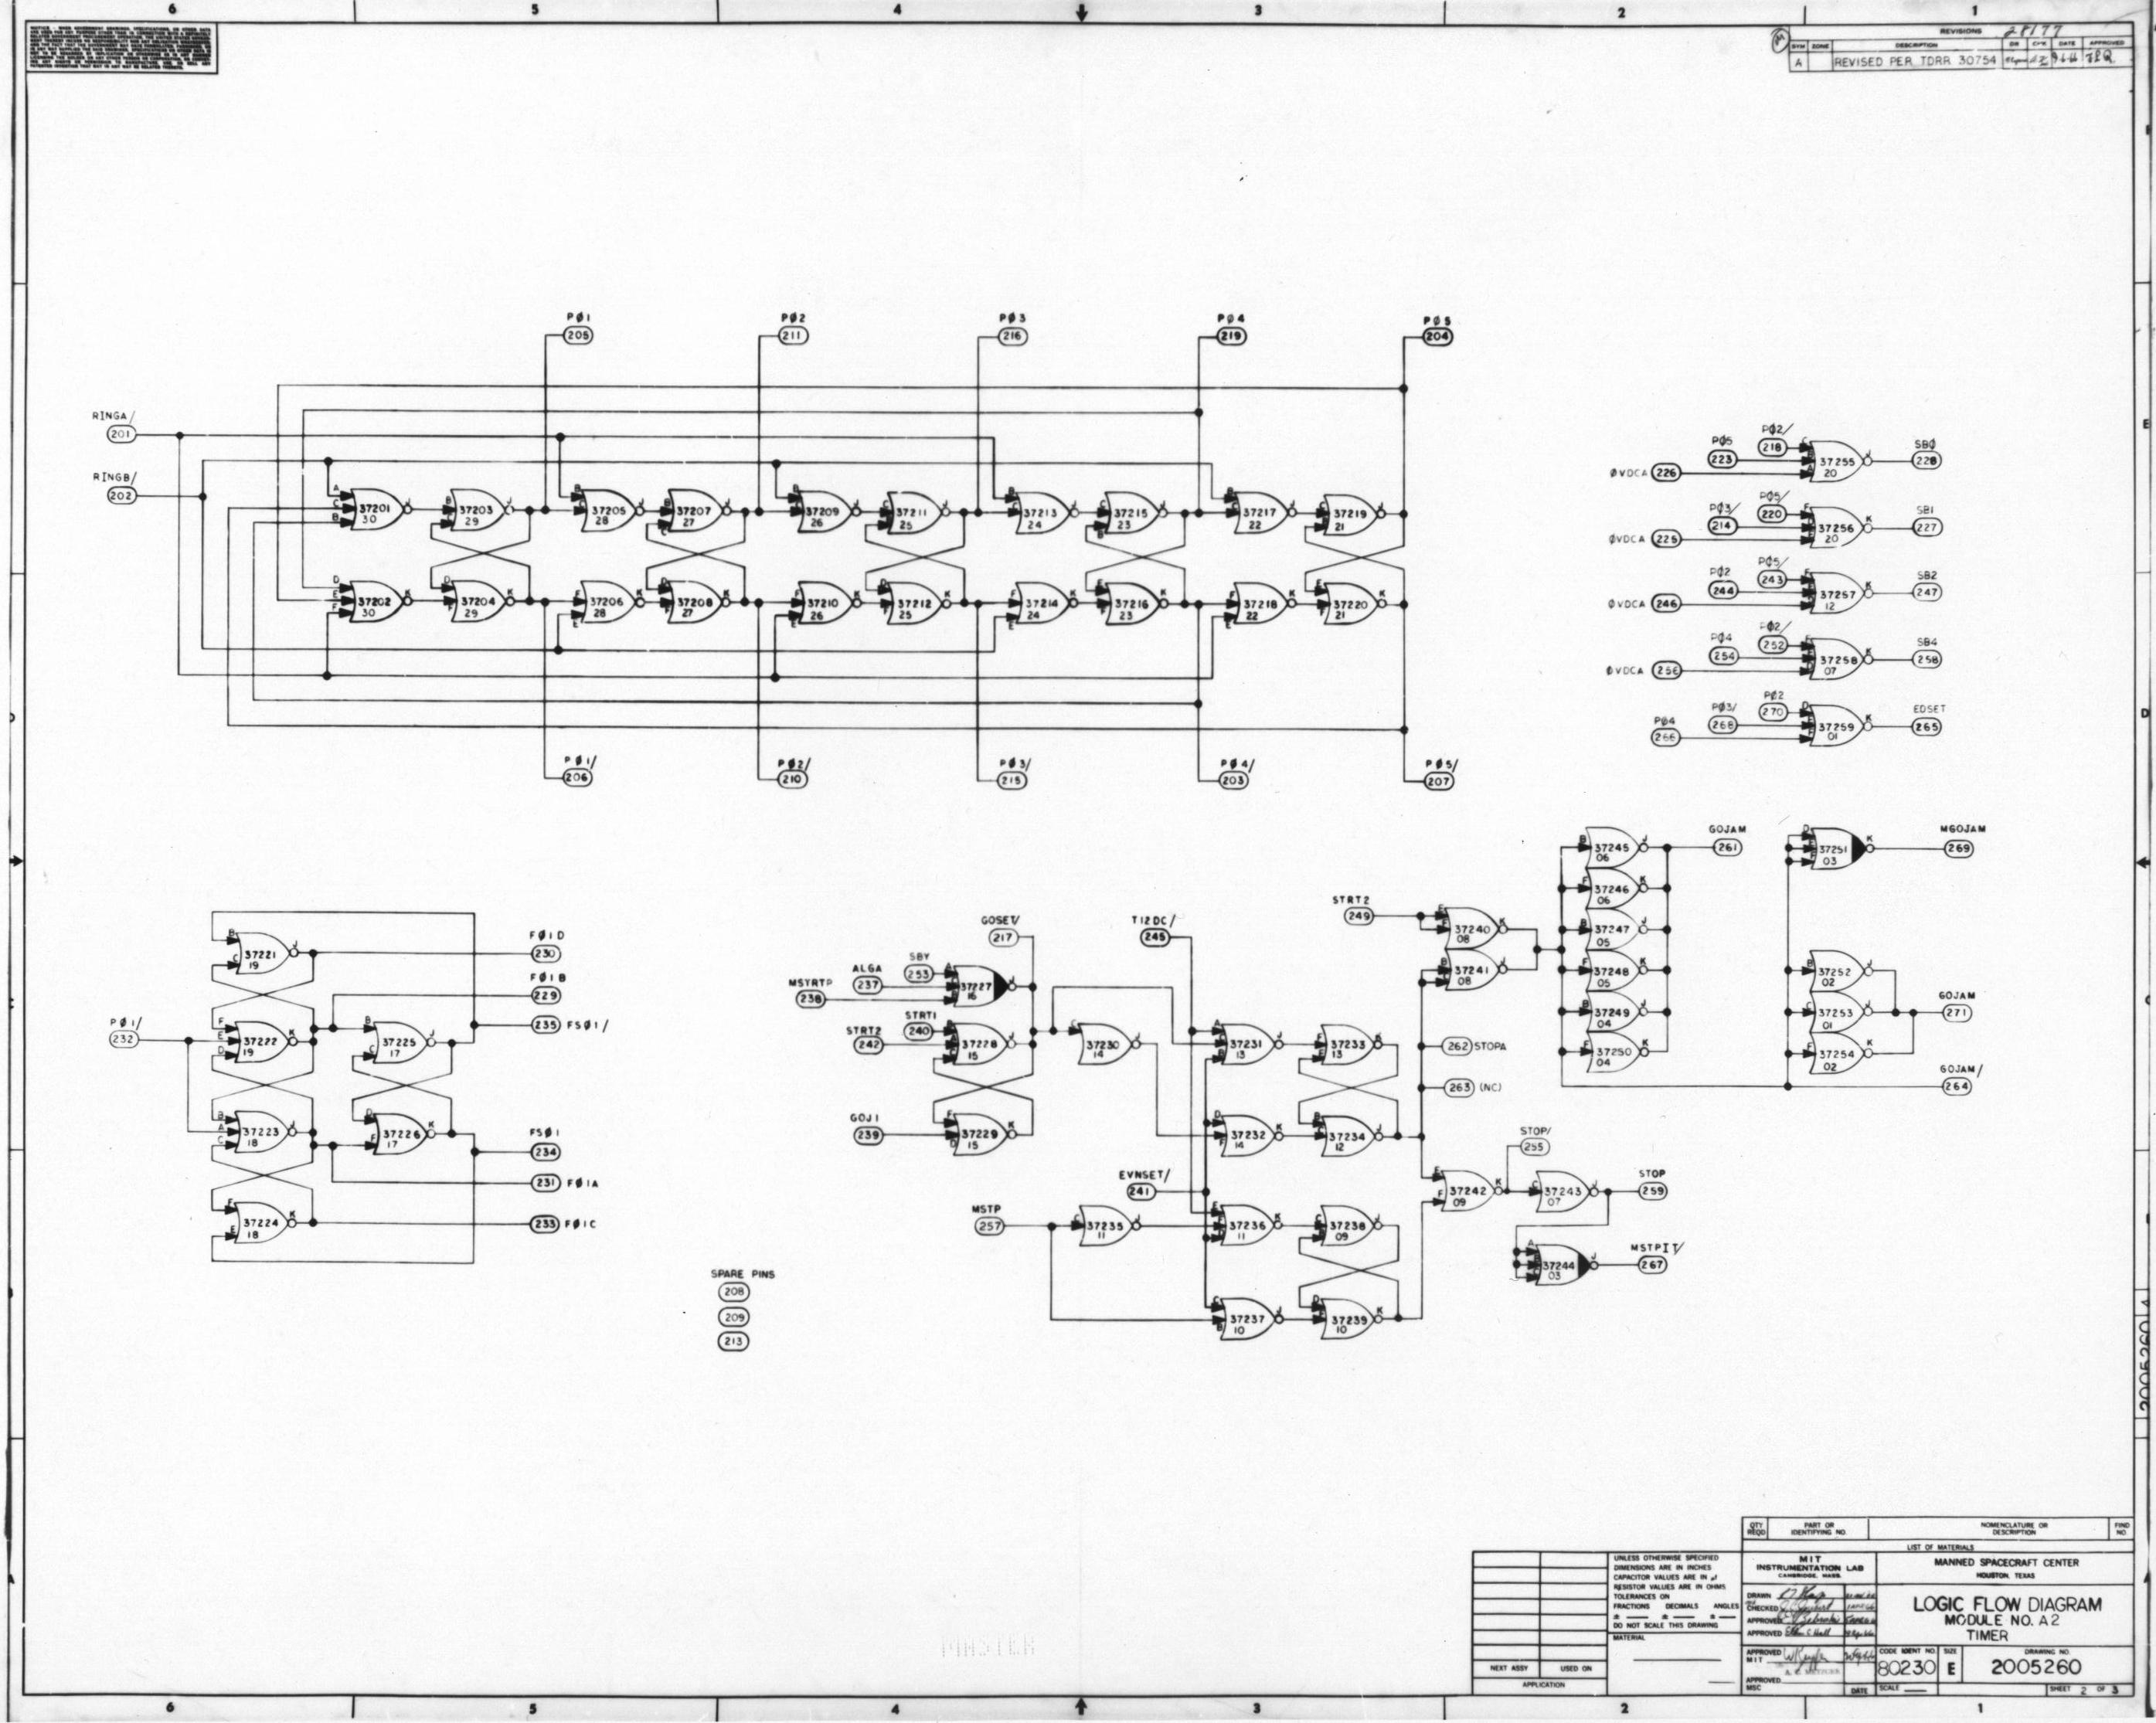 6 5 4 3 2 1
REVISIONS 28177
SYM ZONE DESCRIPTION DR CHK DATE APPROVED
A REVISED PER TDRR 30754
PØ1 PØ2 PØ3 PØ4 PØ5
205 211 216 219 204
RINGA/
201
RINGB/
202
A C B 37201 30 J
B C 37203 29 J
B C 37205 28 J
B C 37207 27 J
B 37209 26 J
C 37211 25 J
B C 37213 24 J
C B 37215 23 J
B 37217 22 J
37219 21 J
D E F 37202 30 K
D F 37204 29 K
F E 37206 28 K
D F 37208 27 K
F E 37210 26 K
D F 37212 25 K
F E 37214 24 K
E F 37216 23 K
F E 37218 22 K
E F 37220 21 K
PØ1/ PØ2/ PØ3/ PØ4/ PØ5/
206 210 215 203 207
PØ5 PØ2/ SBØ
ØVDCA 226 223 218 37255 20 J 228
PØ3/ PØ5/ SB1
ØVDCA 225 214 220 37256 20 K 227
PØ2 PØ5/ SB2
ØVDCA 246 244 243 37257 12 K 247
PØ4 PØ2/ SB4
ØVDCA 256 254 252 37258 07 K 258
PØ4 PØ3/ PØ2 EDSET
266 268 270 37259 01 K 265
PØ1/
232
B C 37221 19 J
F E D 37222 19 K
B A C 37223 18 J
F E 37224 18 K
B C 37225 17 J
D F 37226 17 K
FØ1D
230
FØ1B
229
235 FS01/
FSØ1
234
231 FØ1A
233 FØ1C
SPARE PINS
208
209
213
GOSET/
217
MSYRTP ALGA SBY
238 237 253 37227 16 J
STRT2 STRT1
242 240 37228 15 J
GOJ1
239 37229 15 K
C 37230 14 J
T12DC/
245
37231 13 J
37233 13 K
37232 14 K
37234 12 J
EVNSET/
241
MSTP
257
C 37235 11 J
37236 11 K
37238 09 J
37237 10 J
37239 10 K
STRT2
249
37240 08 K
37241 08 J
262 STOPA
263 (NC)
37242 09 K
STOP/
255
37243 07 J
STOP
259
37244 03 J
MSTPIT/
267
B 37245 06 J
F 37246 06 K
B 37247 05 J
F 37248 05 K
B 37249 04 J
F 37250 04 K
GOJAM
261
37251 03 K
MGOJAM
269
B 37252 02 J
C 37253 01 J
F 37254 02 K
GOJAM
271
GOJAM/
264
MASTER
2005260 A
QTY REQD PART OR IDENTIFYING NO. NOMENCLATURE OR DESCRIPTION FIND NO.
LIST OF MATERIALS
UNLESS OTHERWISE SPECIFIED
DIMENSIONS ARE IN INCHES
CAPACITOR VALUES ARE IN µf
RESISTOR VALUES ARE IN OHMS
TOLERANCES ON
FRACTIONS DECIMALS ANGLES
± ± ±
DO NOT SCALE THIS DRAWING
MATERIAL
NEXT ASSY USED ON
APPLICATION
MIT
INSTRUMENTATION LAB
CAMBRIDGE, MASS.
DRAWN
CHECKED
APPROVED
APPROVED
APPROVED MIT
APPROVED MSC
DATE
MANNED SPACECRAFT CENTER
HOUSTON, TEXAS
LOGIC FLOW DIAGRAM
MODULE NO. A2
TIMER
CODE IDENT NO. SIZE DRAWING NO.
80230 E 2005260
SCALE SHEET 2 OF 3
6 5 4 3 2 1